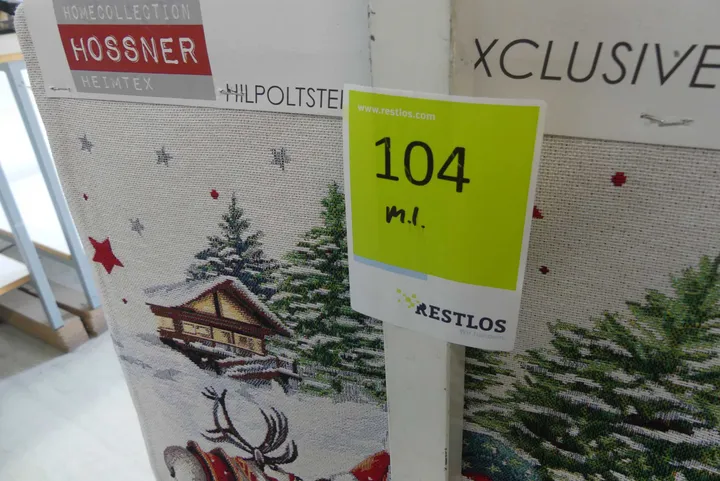 HOMECOLLECTION
HOSSNER
HEIMTEX
HILPOLTSTEI
XCLUSIVE
www.restlos.com
104
M.I.
RESTLOS